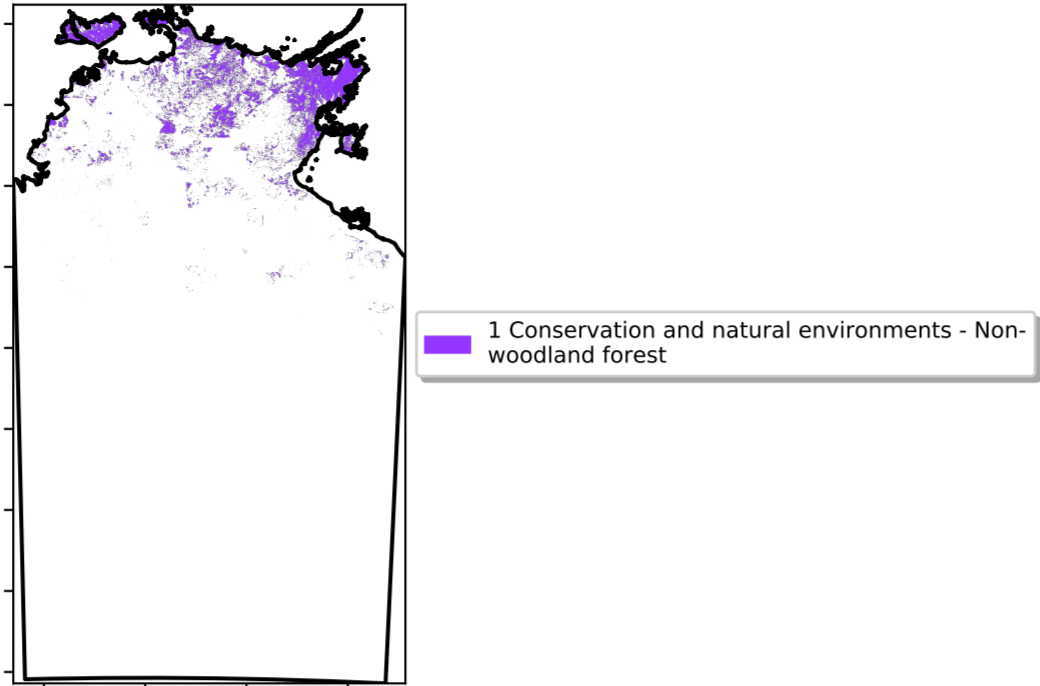 1 Conservation and natural environments - Non-
woodland forest